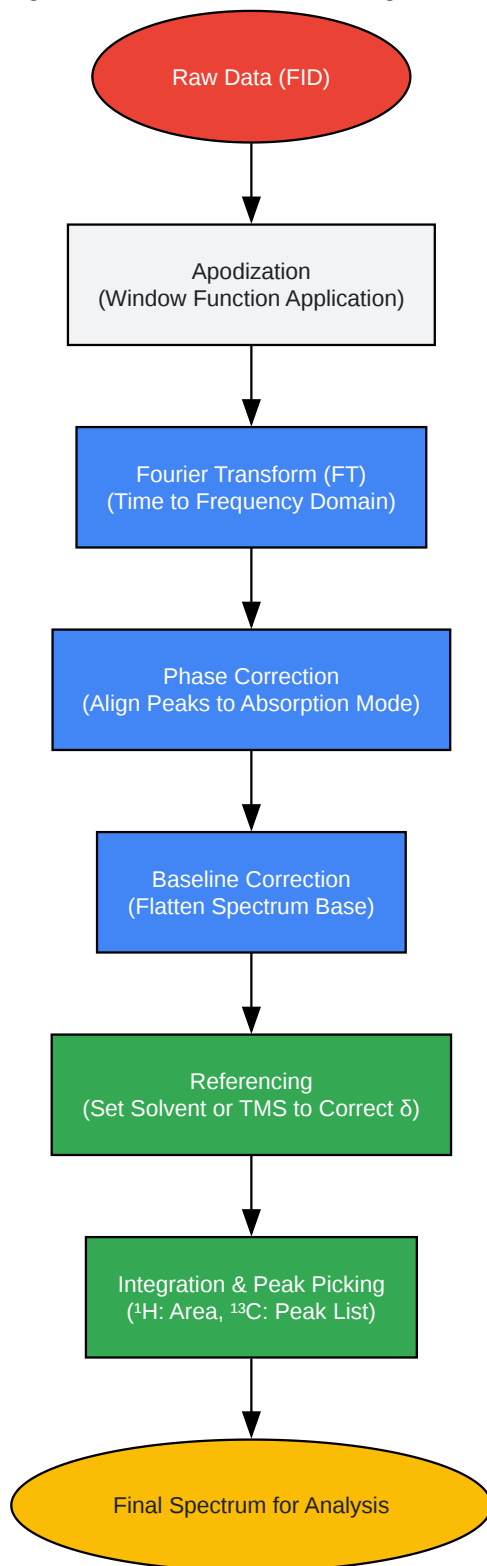 Raw Data (FID)
Apodization
(Window Function Application)
Fourier Transform (FT)
(Time to Frequency Domain)
Phase Correction
(Align Peaks to Absorption Mode)
Baseline Correction
(Flatten Spectrum Base)
Referencing
(Set Solvent or TMS to Correct δ)
Integration & Peak Picking
(¹H: Area, ¹³C: Peak List)
Final Spectrum for Analysis